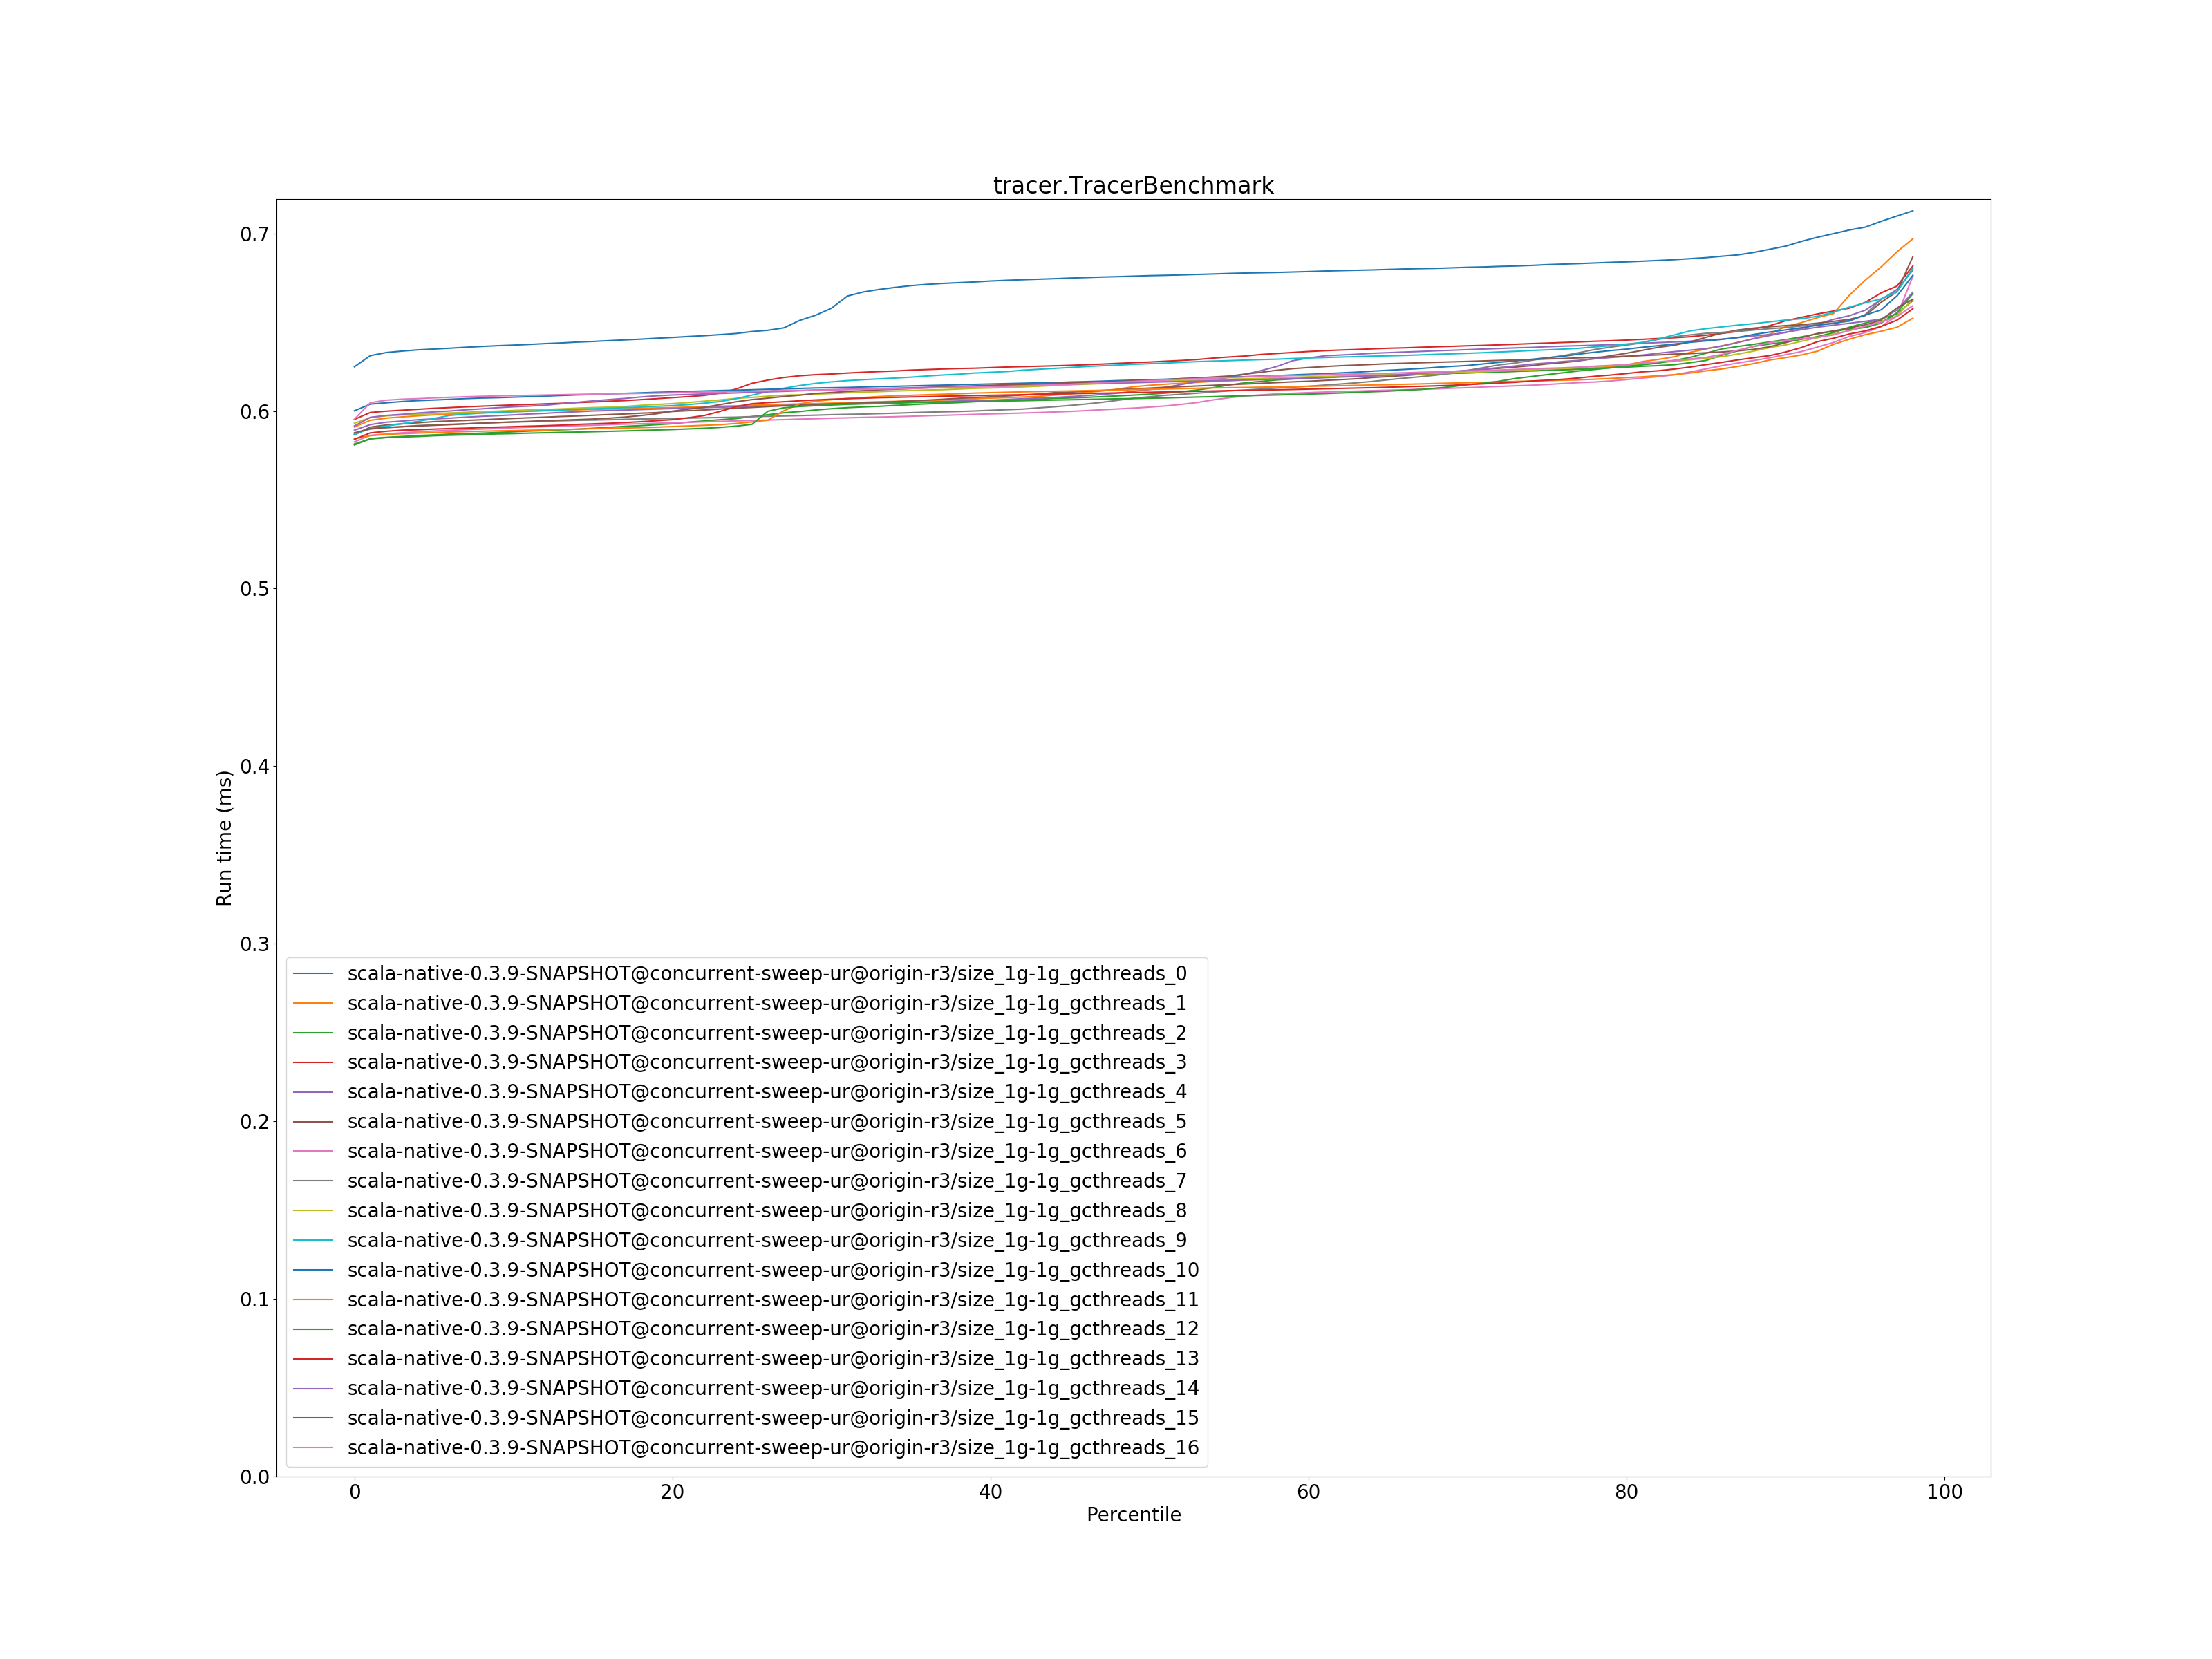 tracer.TracerBenchmark
0.7
0.6
0.5
0.4
0.3
0.2
0.1
0.0
Run time (ms)
scala-native-0.3.9-SNAPSHOT@concurrent-sweep-ur@origin-r3/size_1g-1g_gcthreads_0
scala-native-0.3.9-SNAPSHOT@concurrent-sweep-ur@origin-r3/size_1g-1g_gcthreads_1
scala-native-0.3.9-SNAPSHOT@concurrent-sweep-ur@origin-r3/size_1g-1g_gcthreads_2
scala-native-0.3.9-SNAPSHOT@concurrent-sweep-ur@origin-r3/size_1g-1g_gcthreads_3
scala-native-0.3.9-SNAPSHOT@concurrent-sweep-ur@origin-r3/size_1g-1g_gcthreads_4
scala-native-0.3.9-SNAPSHOT@concurrent-sweep-ur@origin-r3/size_1g-1g_gcthreads_5
scala-native-0.3.9-SNAPSHOT@concurrent-sweep-ur@origin-r3/size_1g-1g_gcthreads_6
scala-native-0.3.9-SNAPSHOT@concurrent-sweep-ur@origin-r3/size_1g-1g_gcthreads_7
scala-native-0.3.9-SNAPSHOT@concurrent-sweep-ur@origin-r3/size_1g-1g_gcthreads_8
scala-native-0.3.9-SNAPSHOT@concurrent-sweep-ur@origin-r3/size_1g-1g_gcthreads_9
scala-native-0.3.9-SNAPSHOT@concurrent-sweep-ur@origin-r3/size_1g-1g_gcthreads_10
scala-native-0.3.9-SNAPSHOT@concurrent-sweep-ur@origin-r3/size_1g-1g_gcthreads_11
scala-native-0.3.9-SNAPSHOT@concurrent-sweep-ur@origin-r3/size_1g-1g_gcthreads_12
scala-native-0.3.9-SNAPSHOT@concurrent-sweep-ur@origin-r3/size_1g-1g_gcthreads_13
scala-native-0.3.9-SNAPSHOT@concurrent-sweep-ur@origin-r3/size_1g-1g_gcthreads_14
scala-native-0.3.9-SNAPSHOT@concurrent-sweep-ur@origin-r3/size_1g-1g_gcthreads_15
scala-native-0.3.9-SNAPSHOT@concurrent-sweep-ur@origin-r3/size_1g-1g_gcthreads_16
0 20 40 60 80 100
Percentile